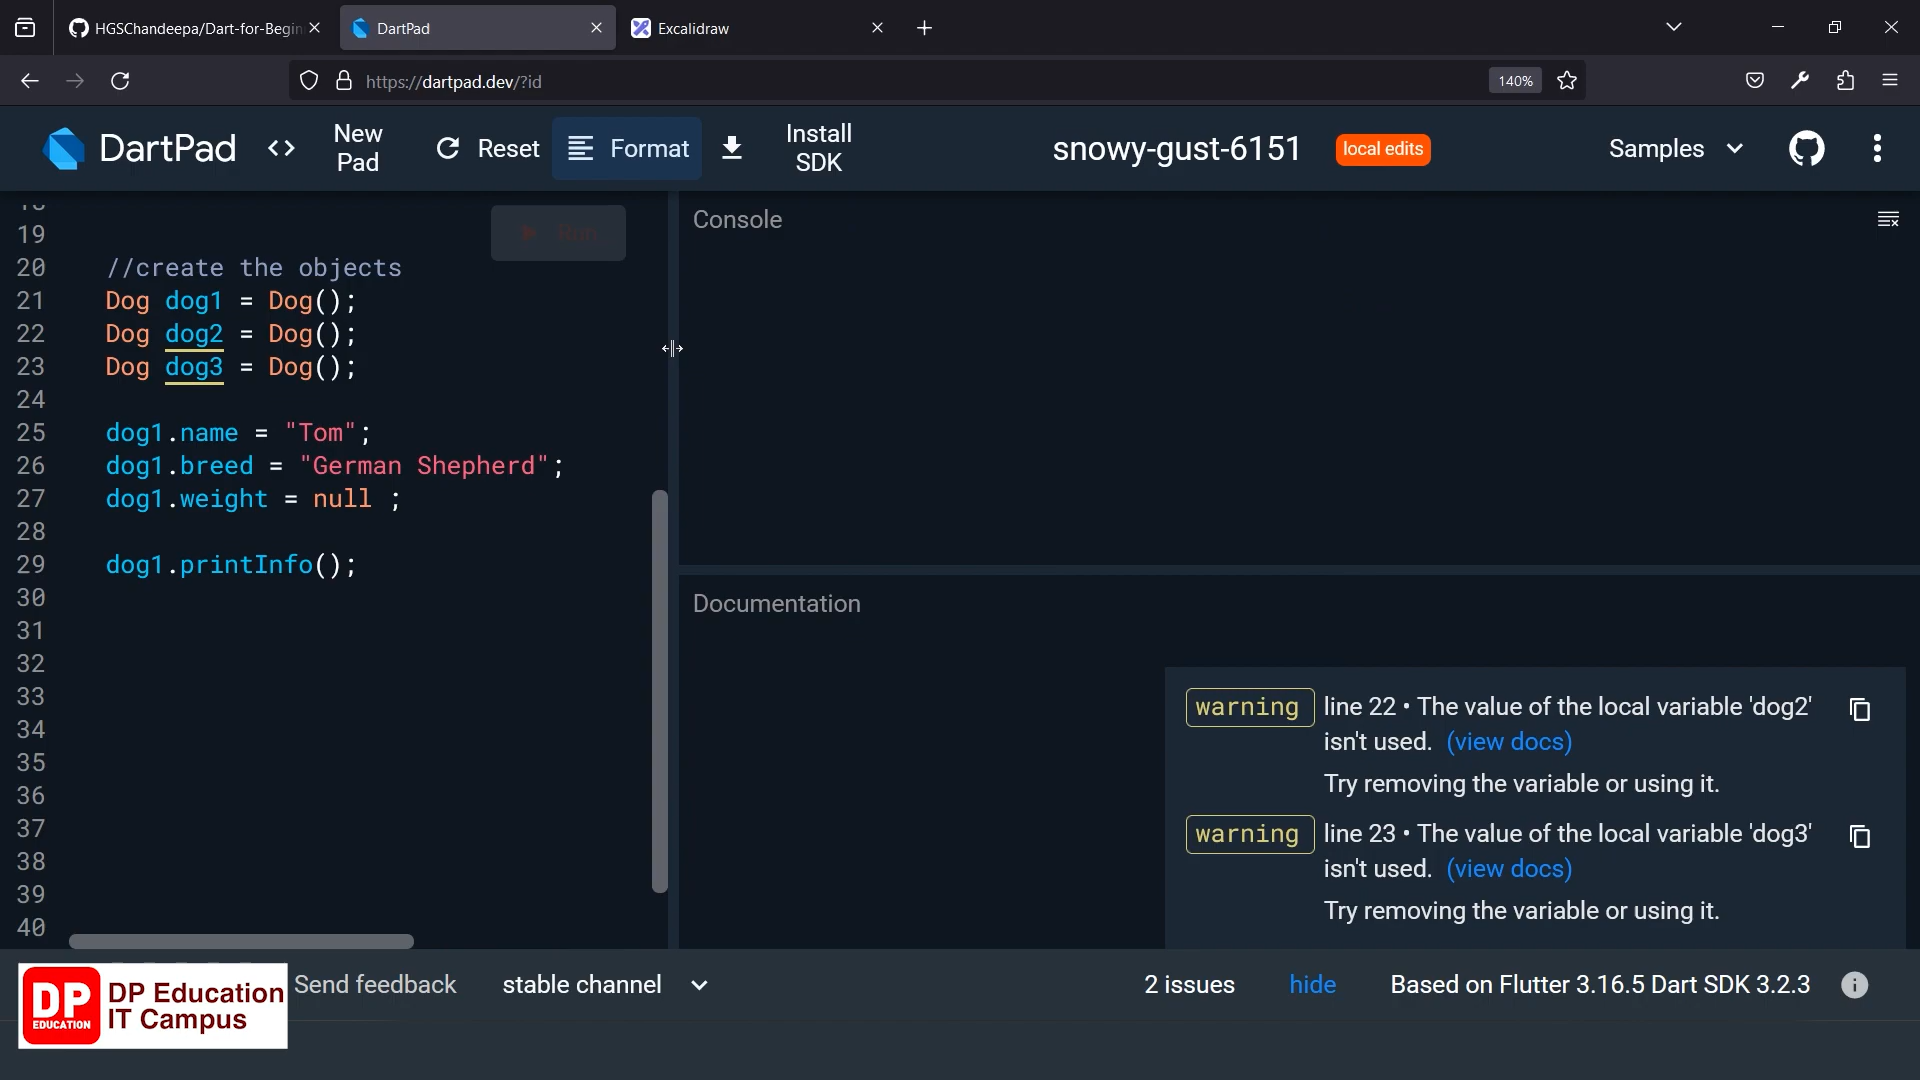 HGSChandeepa/Dart-for-Begin
DartPad
Excalidraw
https://dartpad.dev/?id
140%
DartPad
<>
New Pad
Reset
Format
Install SDK
snowy-gust-6151
local edits
Samples
Run
Console
18
19
20 //create the objects
21 Dog dog1 = Dog();
22 Dog dog2 = Dog();
23 Dog dog3 = Dog();
24
25 dog1.name = "Tom";
26 dog1.breed = "German Shepherd";
27 dog1.weight = null ;
28
29 dog1.printInfo();
30
31
32
33
34
35
36
37
38
39
40
Documentation
warning line 22 • The value of the local variable 'dog2'
isn't used. (view docs)
Try removing the variable or using it.
warning line 23 • The value of the local variable 'dog3'
isn't used. (view docs)
Try removing the variable or using it.
DP EDUCATION
DP Education
IT Campus
Send feedback
stable channel
2 issues
hide
Based on Flutter 3.16.5 Dart SDK 3.2.3